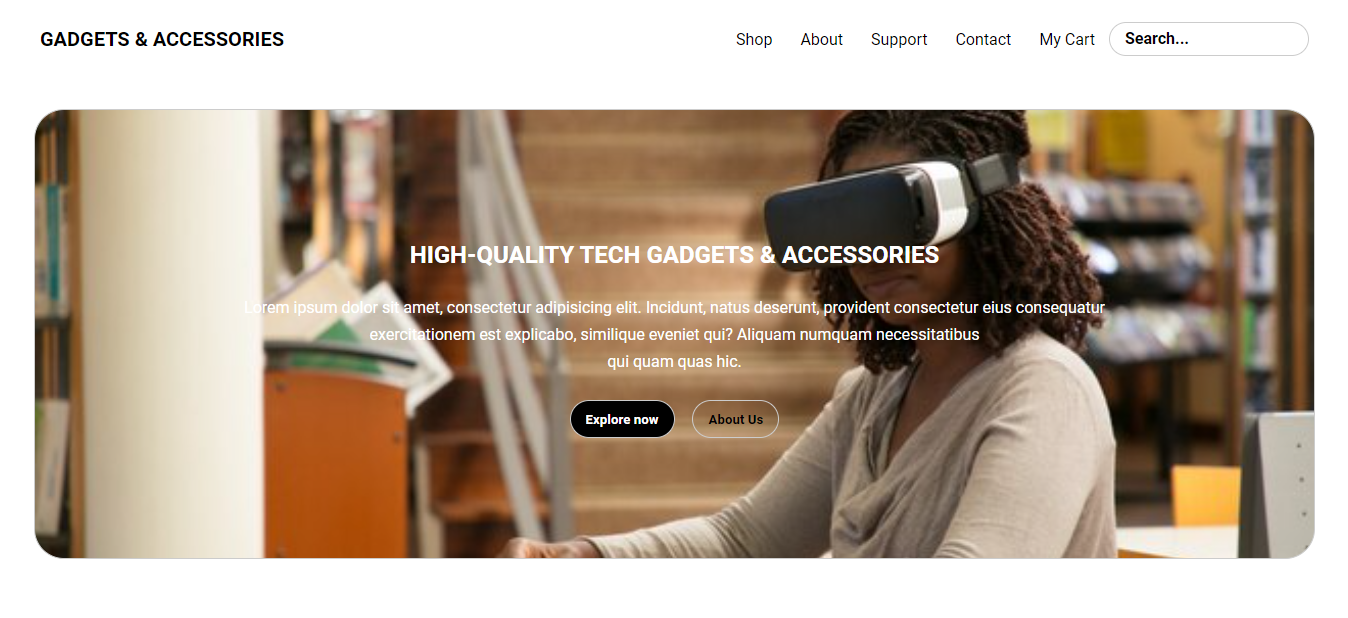 GADGETS & ACCESSORIES
Shop
About
Support
Contact
My Cart
Search...
HIGH-QUALITY TECH GADGETS & ACCESSORIES
Lorem ipsum dolor sit amet, consectetur adipisicing elit. Incidunt, natus deserunt, provident consectetur eius consequatur
exercitationem est explicabo, similique eveniet qui? Aliquam numquam necessitatibus
qui quam quas hic.
Explore now
About Us